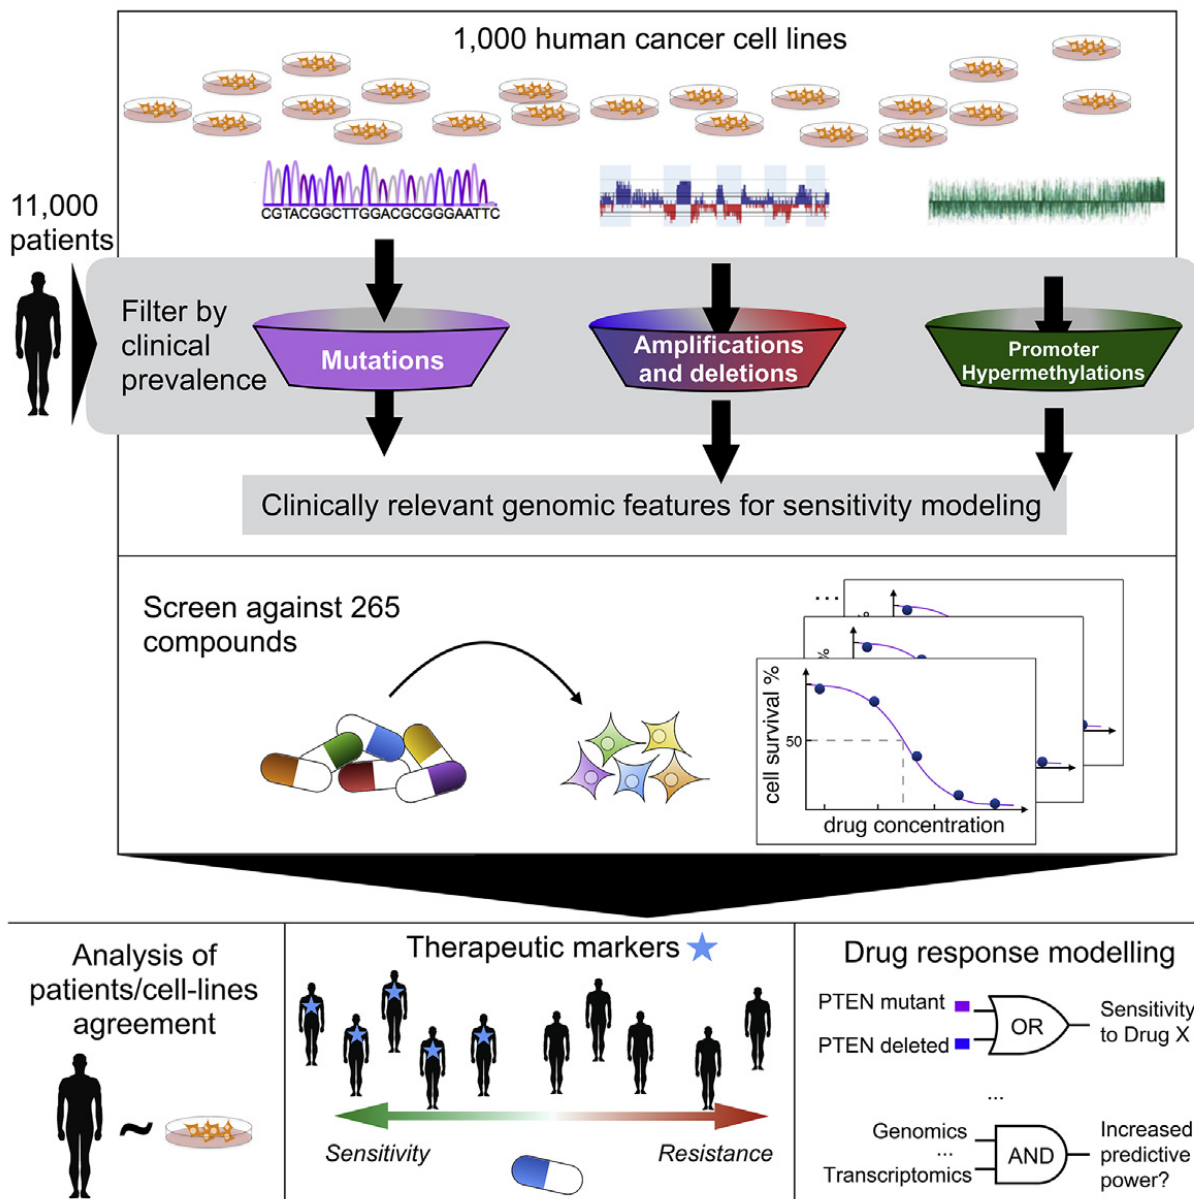 1,000 human cancer cell lines
CGTACGGCTTGGACGCGGGAATTC
11,000
patients
Filter by
clinical
prevalence
Mutations
Amplifications
and deletions
Promoter
Hypermethylations
Clinically relevant genomic features for sensitivity modeling
Screen against 265
compounds
...
%
%
cell survival %
50
drug concentration
Analysis of
patients/cell-lines
agreement
~
Therapeutic markers
Sensitivity
Resistance
Drug response modelling
PTEN mutant
PTEN deleted
OR
Sensitivity
to Drug X
...
Genomics
...
Transcriptomics
AND
Increased
predictive
power?